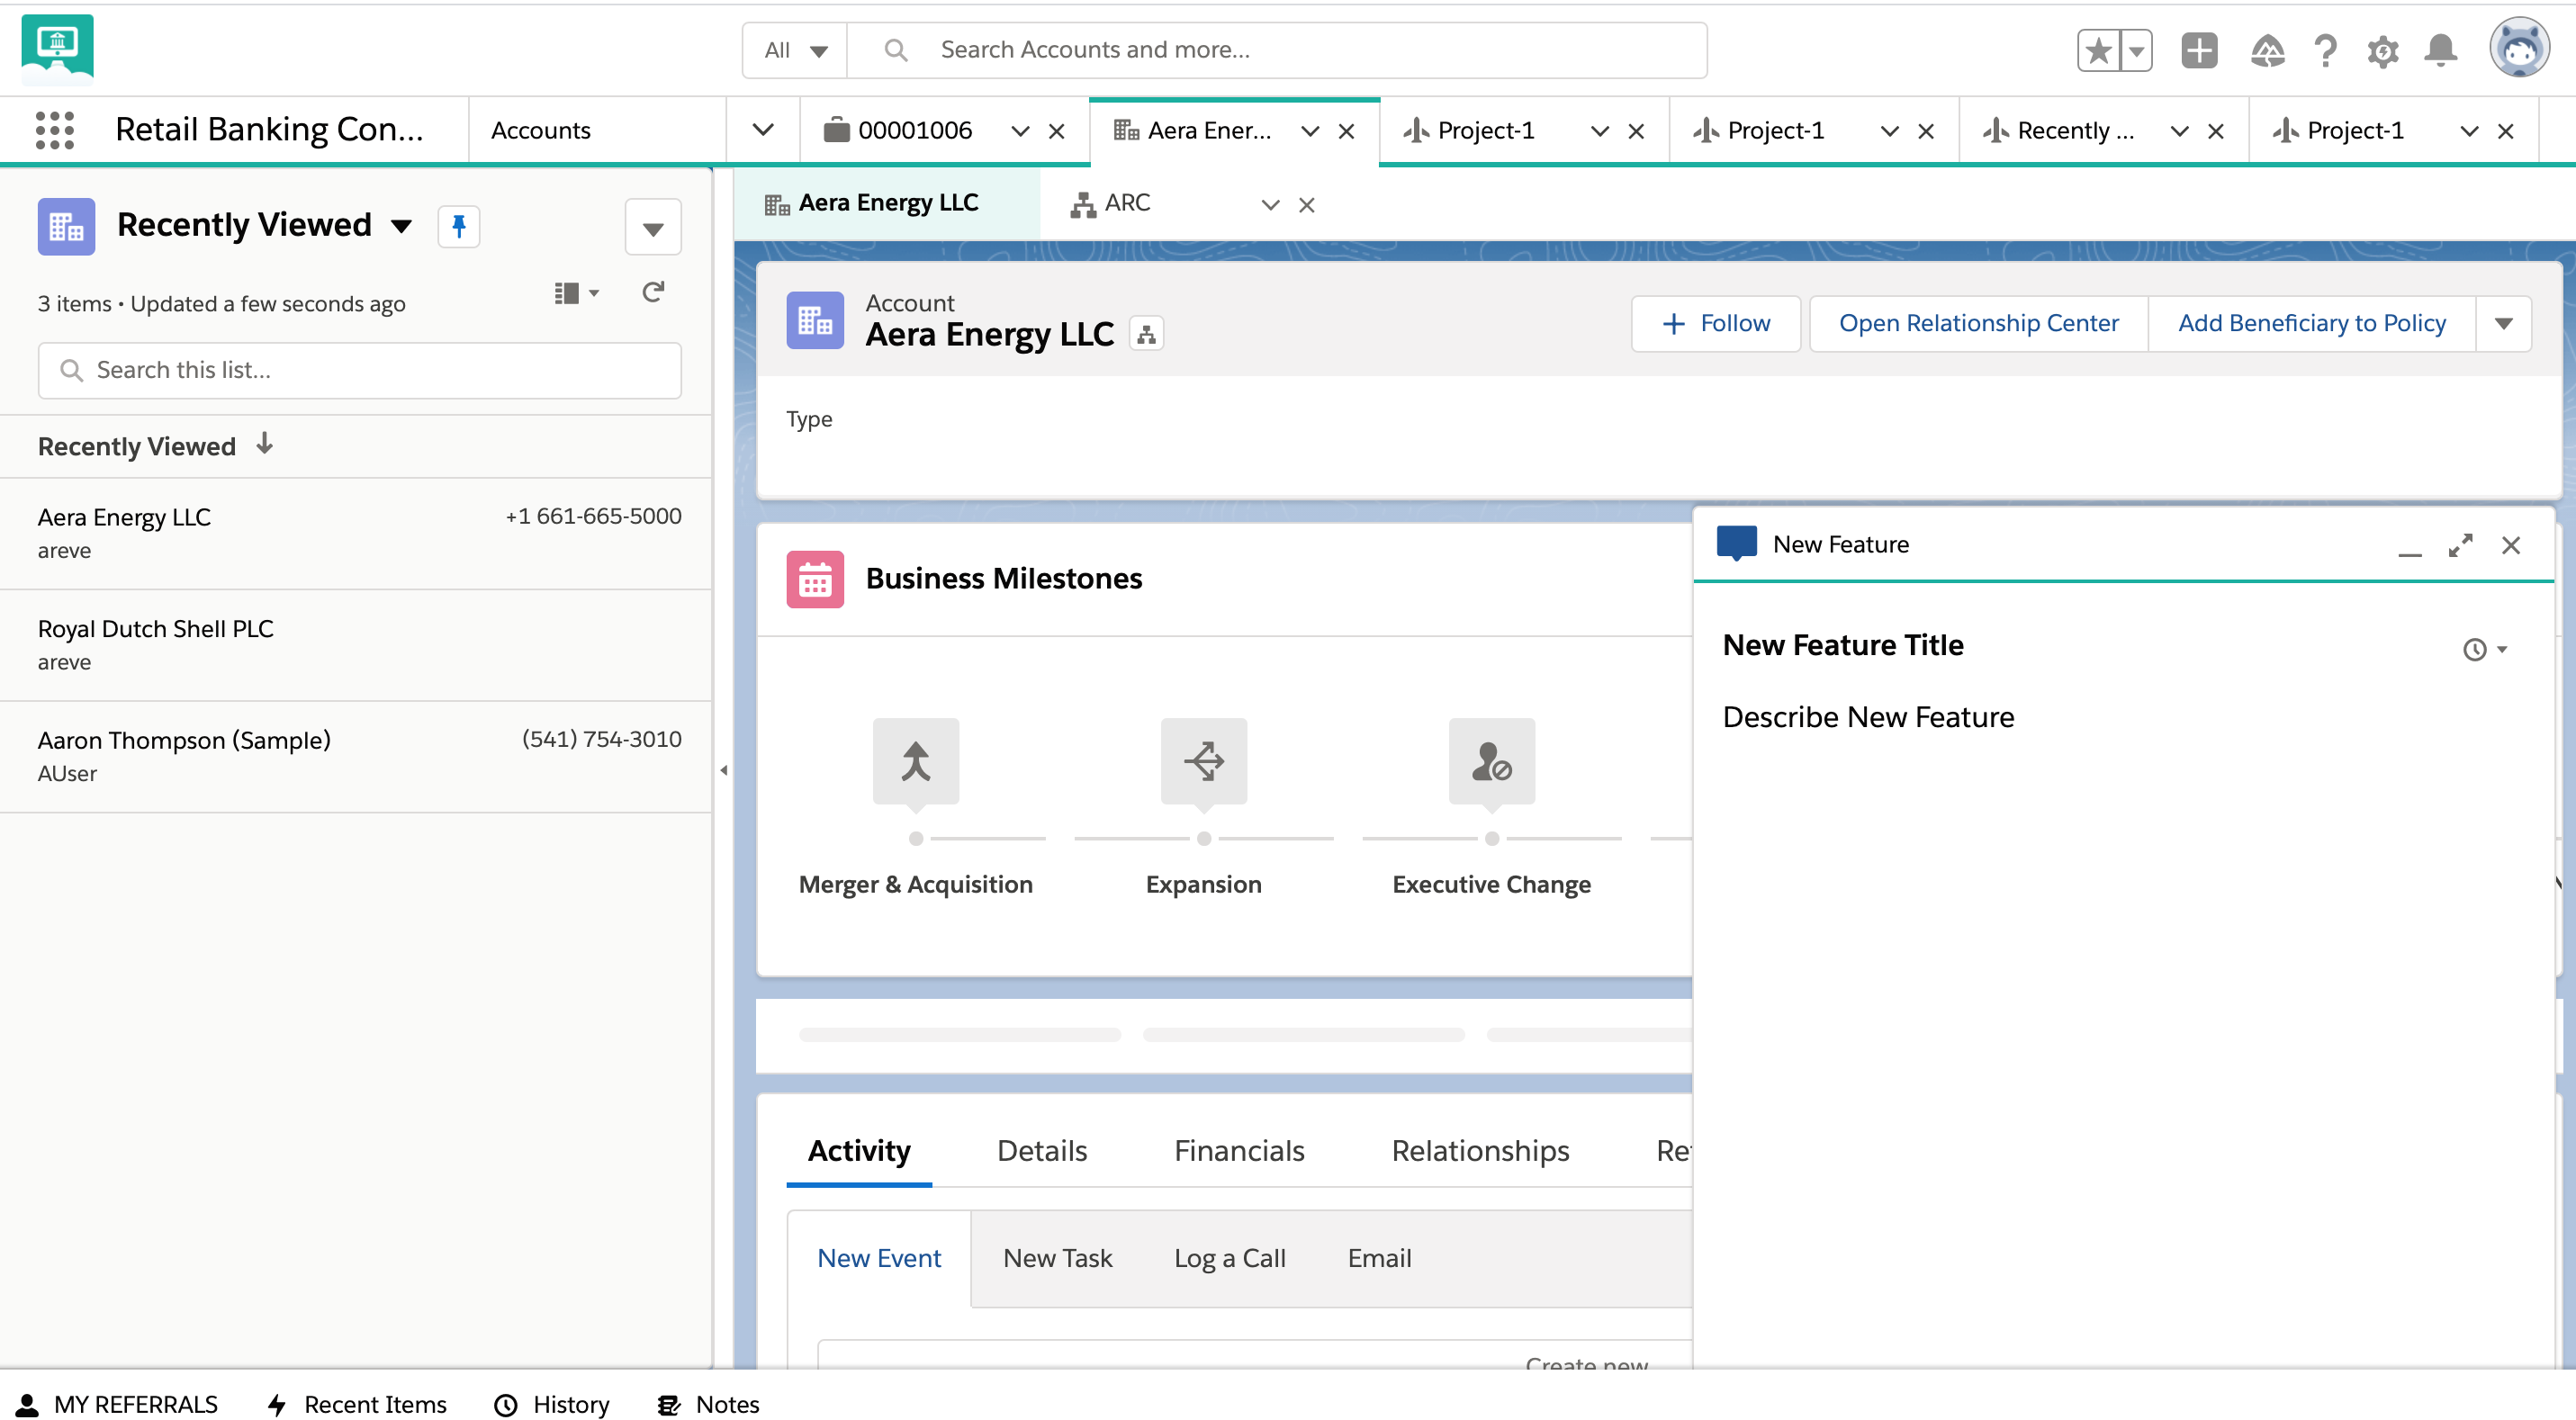 All
Search Accounts and more...
Retail Banking Con...
Accounts
00001006
Aera Ener...
Project-1
Project-1
Recently ...
Project-1
Recently Viewed
3 items • Updated a few seconds ago
Search this list...
Recently Viewed
Aera Energy LLC
+1 661-665-5000
areve
Royal Dutch Shell PLC
areve
Aaron Thompson (Sample)
(541) 754-3010
AUser
Aera Energy LLC
ARC
Account
Aera Energy LLC
Follow
Open Relationship Center
Add Beneficiary to Policy
Type
Business Milestones
Merger & Acquisition
Expansion
Executive Change
New Feature
New Feature Title
Describe New Feature
Activity
Details
Financials
Relationships
New Event
New Task
Log a Call
Email
Create new
MY REFERRALS
Recent Items
History
Notes